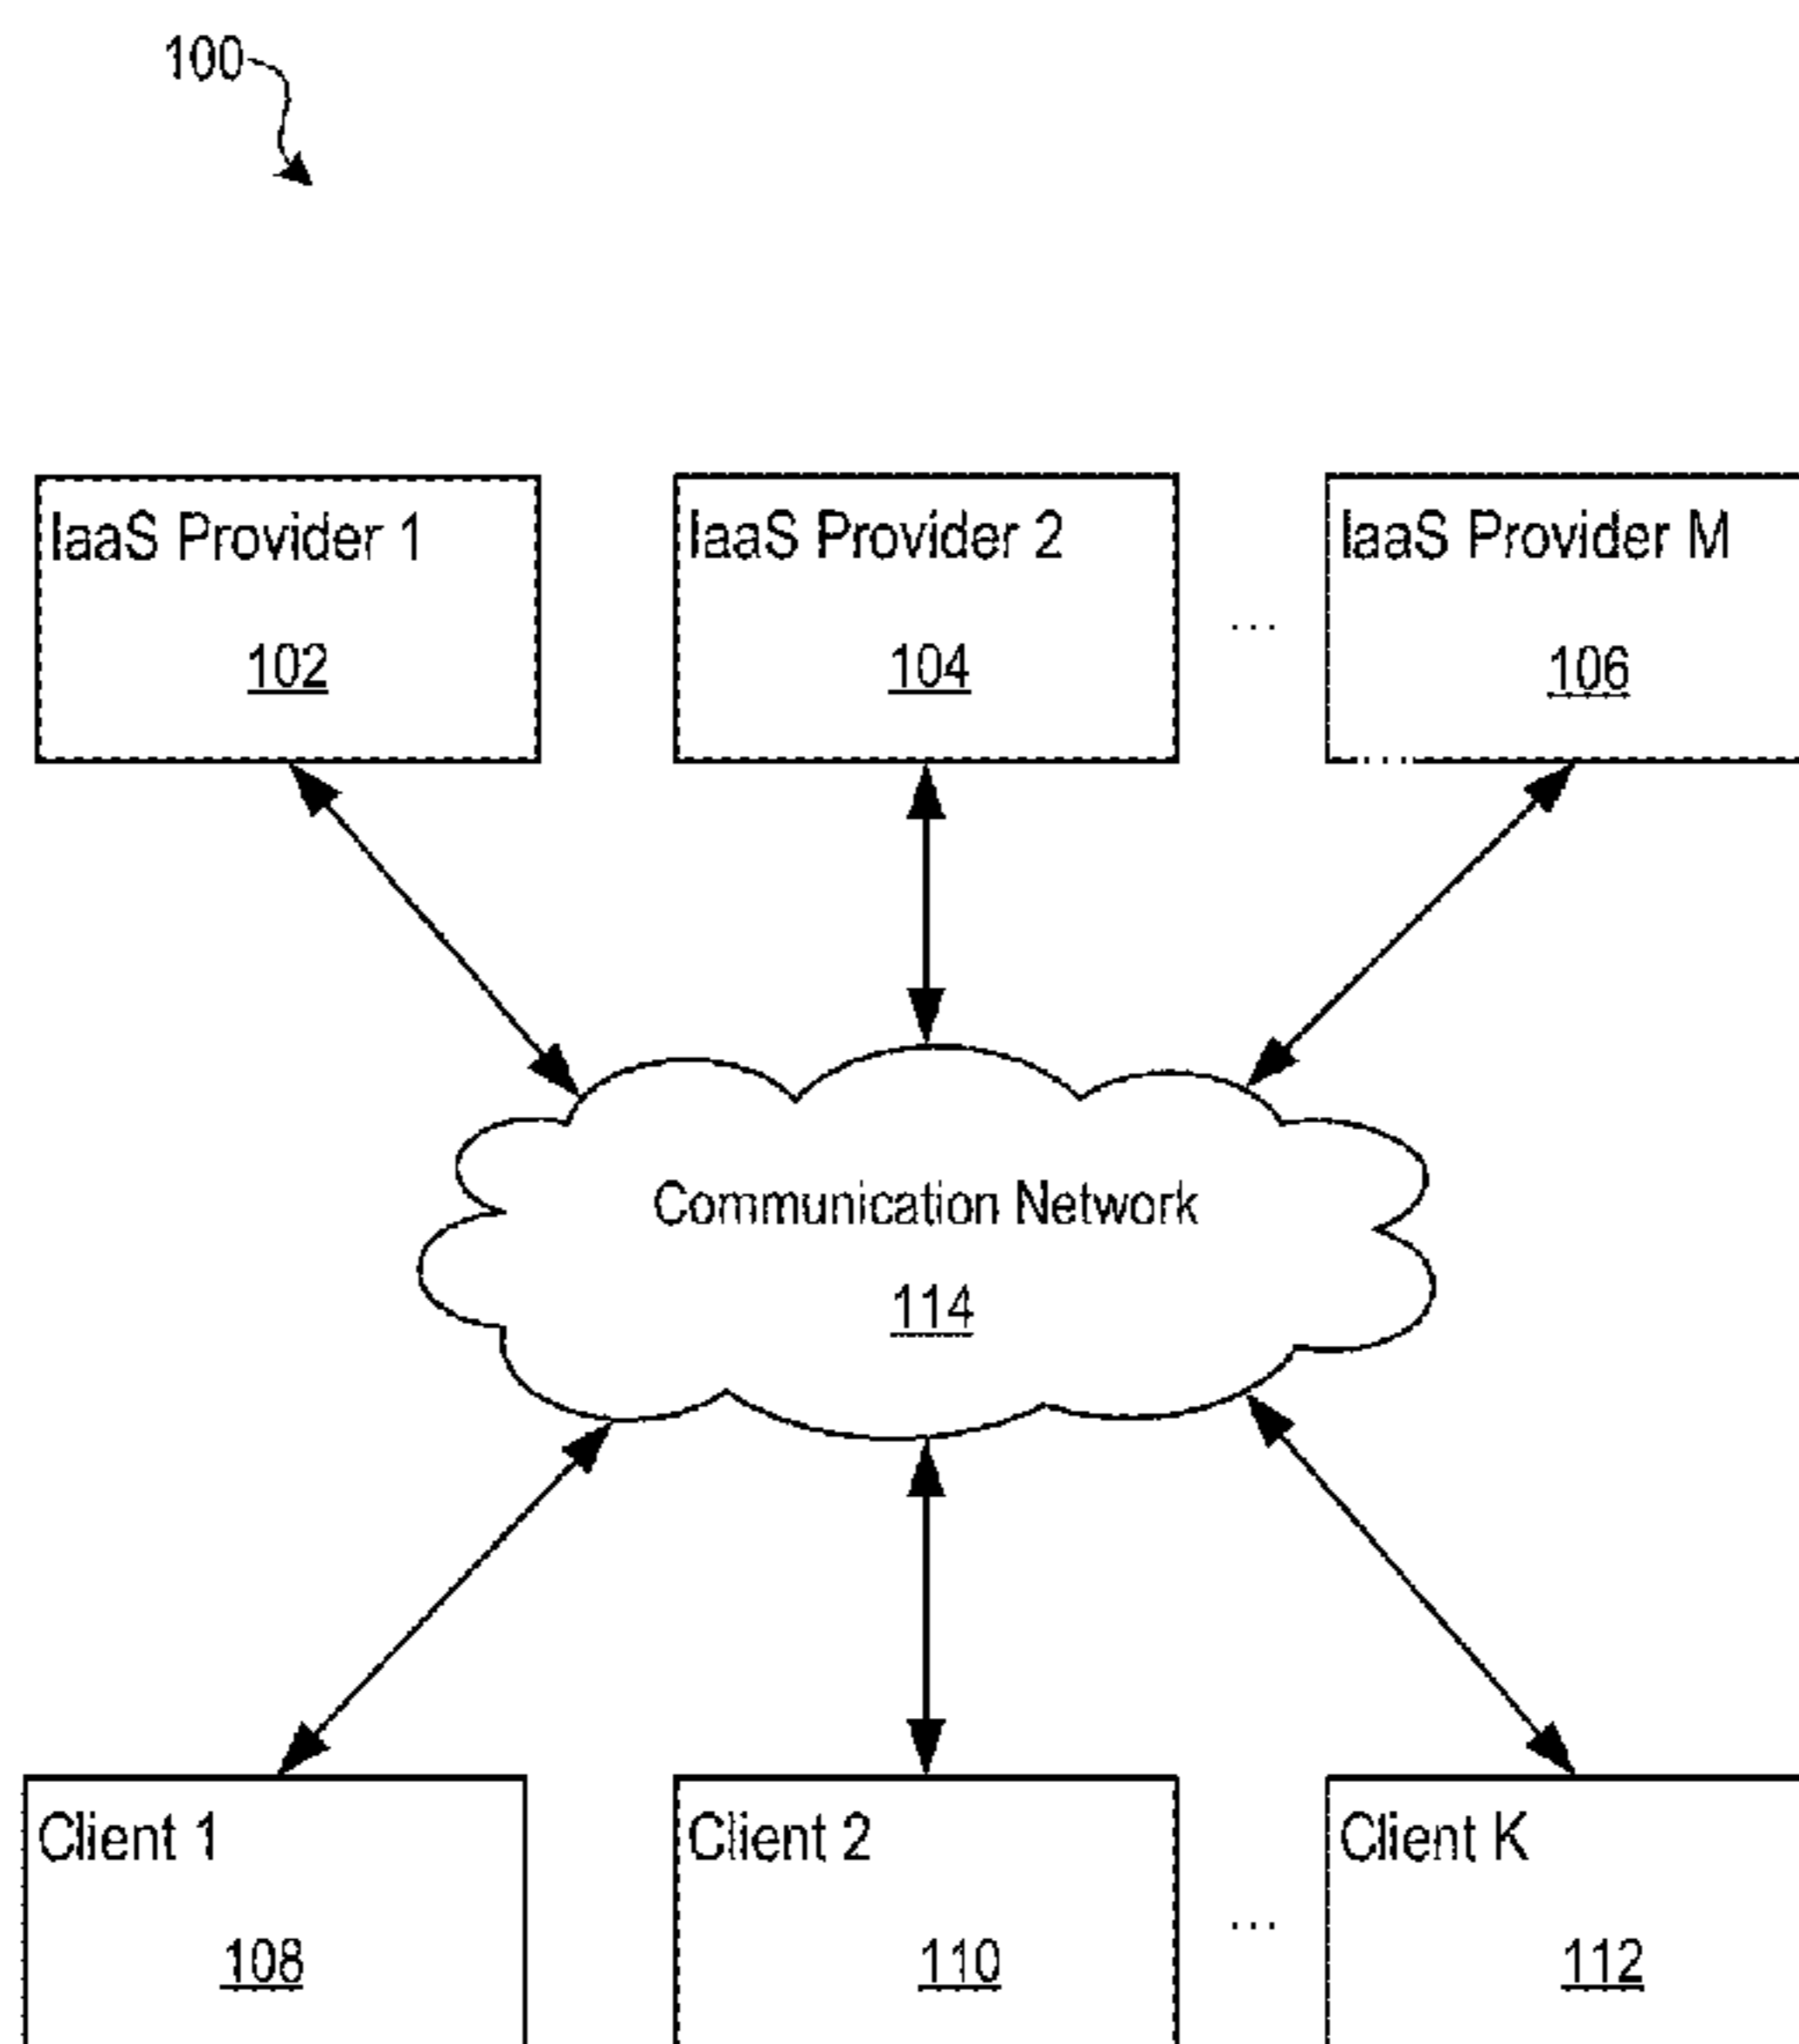 100
IaaS Provider 1
102
IaaS Provider 2
104
...
IaaS Provider M
106
Communication Network
114
Client 1
108
Client 2
110
...
Client K
112